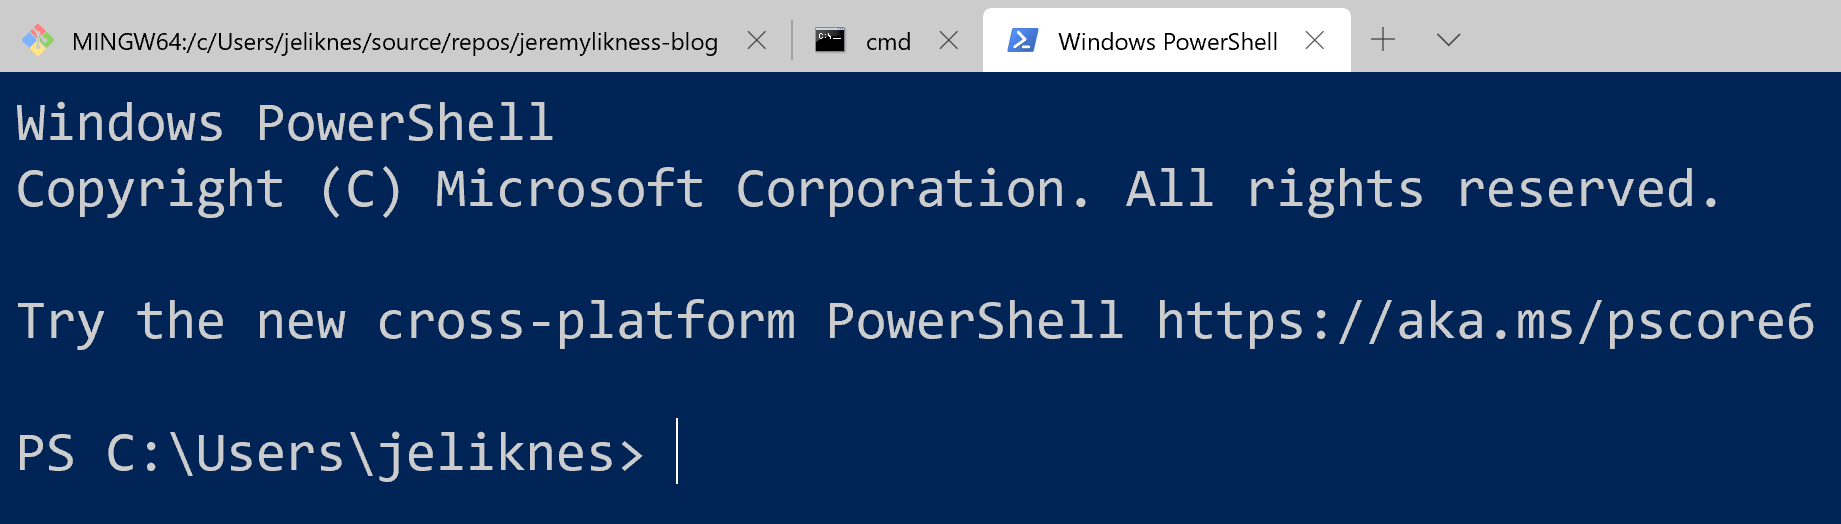 MINGW64:/c/Users/jeliknes/source/repos/jeremylikness-blog
cmd
Windows PowerShell
Windows PowerShell
Copyright (C) Microsoft Corporation. All rights reserved.
Try the new cross-platform PowerShell https://aka.ms/pscore6
PS C:\Users\jeliknes>